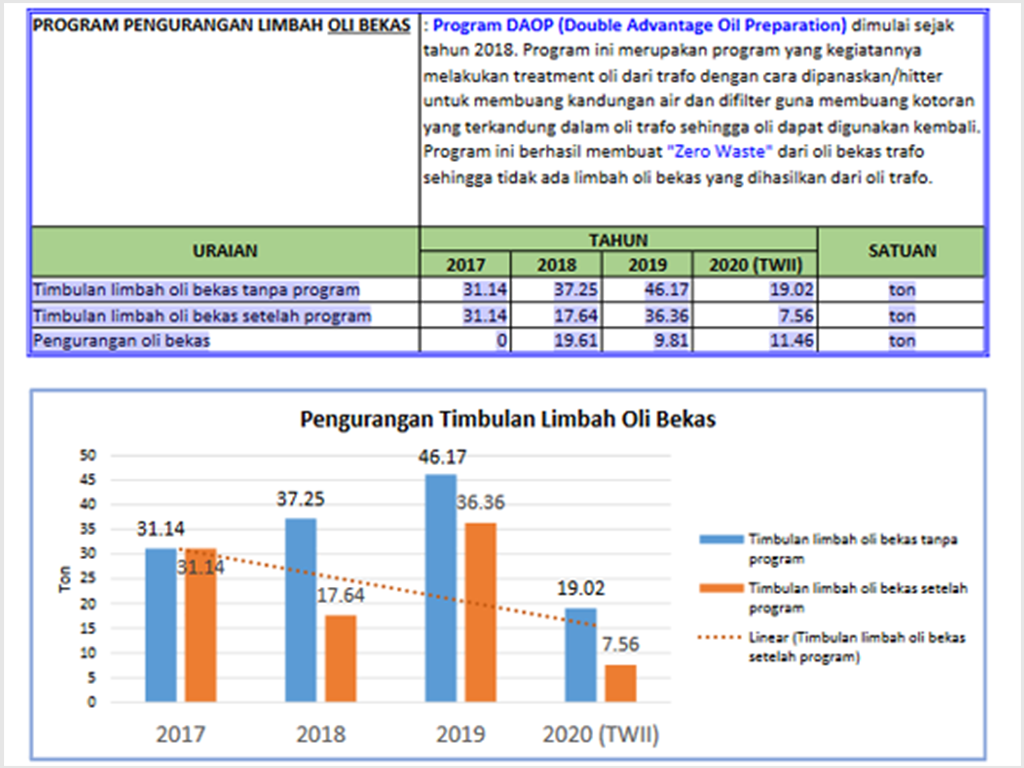 PROGRAM PENGURANGAN LIMBAH OLI BEKAS
: Program DAOP (Double Advantage Oil Preparation) dimulai sejak
tahun 2018. Program ini merupakan program yang kegiatannya
melakukan treatment oli dari trafo dengan cara dipanaskan/hitter
untuk membuang kandungan air dan difilter guna membuang kotoran
yang terkandung dalam oli trafo sehingga oli dapat digunakan kembali.
Program ini berhasil membuat "Zero Waste" dari oli bekas trafo
sehingga tidak ada limbah oli bekas yang dihasilkan dari oli trafo.
URAIAN TAHUN SATUAN
2017 2018 2019 2020 (TWII)
Timbulan limbah oli bekas tanpa program 31.14 37.25 46.17 19.02 ton
Timbulan limbah oli bekas setelah program 31.14 17.64 36.36 7.56 ton
Pengurangan oli bekas 0 19.61 9.81 11.46 ton
Pengurangan Timbulan Limbah Oli Bekas
Ton
50
45
40
35
30
25
20
15
10
5
0
31.14
31.14
37.25
17.64
46.17
36.36
19.02
7.56
2017 2018 2019 2020 (TWII)
Timbulan limbah oli bekas tanpa
program
Timbulan limbah oli bekas setelah
program
Linear (Timbulan limbah oli bekas
setelah program)